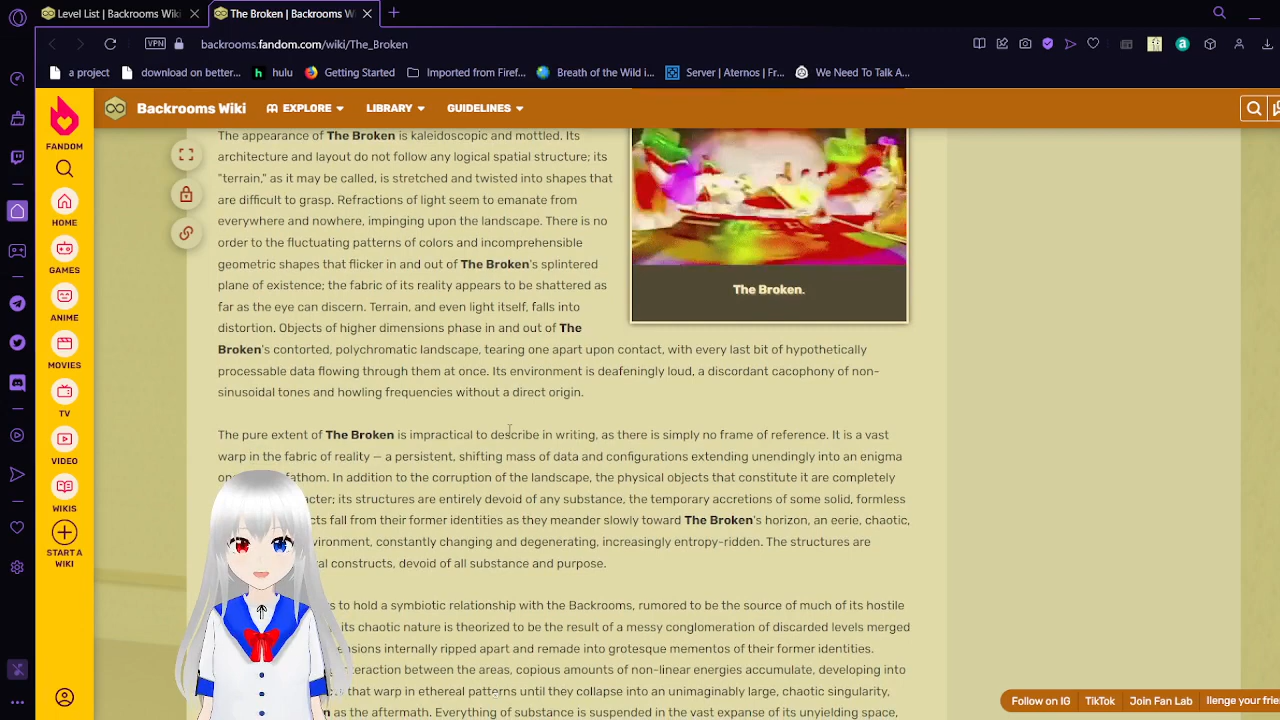 Level List | Backrooms Wiki
The Broken | Backrooms Wi
VPN
backrooms.fandom.com/wiki/The_Broken
a project
download on better...
hulu
Getting Started
Imported from Firef...
Breath of the Wild i...
Server | Aternos | Fr...
We Need To Talk A...
FANDOM
HOME
GAMES
ANIME
MOVIES
TV
VIDEO
WIKIS
START A
WIKI
Backrooms Wiki
EXPLORE
LIBRARY
GUIDELINES
The appearance of The Broken is kaleidoscopic and mottled. Its
architecture and layout do not follow any logical spatial structure; its
"terrain," as it may be called, is stretched and twisted into shapes that
are difficult to grasp. Refractions of light seem to emanate from
everywhere and nowhere, impinging upon the landscape. There is no
order to the fluctuating patterns of colors and incomprehensible
geometric shapes that flicker in and out of The Broken's splintered
plane of existence; the fabric of its reality appears to be shattered as
far as the eye can discern. Terrain, and even light itself, falls into
distortion. Objects of higher dimensions phase in and out of The
Broken's contorted, polychromatic landscape, tearing one apart upon contact, with every last bit of hypothetically
processable data flowing through them at once. Its environment is deafeningly loud, a discordant cacophony of non-
sinusoidal tones and howling frequencies without a direct origin.
The Broken.
The pure extent of The Broken is impractical to describe in writing, as there is simply no frame of reference. It is a vast
warp in the fabric of reality — a persistent, shifting mass of data and configurations extending unendingly into an enigma
fathom. In addition to the corruption of the landscape, the physical objects that constitute it are completely
its structures are entirely devoid of any substance, the temporary accretions of some solid, formless
fall from their former identities as they meander slowly toward The Broken's horizon, an eerie, chaotic,
constantly changing and degenerating, increasingly entropy-ridden. The structures are
constructs, devoid of all substance and purpose.
to hold a symbiotic relationship with the Backrooms, rumored to be the source of much of its hostile
its chaotic nature is theorized to be the result of a messy conglomeration of discarded levels merged
internally ripped apart and remade into grotesque mementos of their former identities.
between the areas, copious amounts of non-linear energies accumulate, developing into
that warp in ethereal patterns until they collapse into an unimaginably large, chaotic singularity,
as the aftermath. Everything of substance is suspended in the vast expanse of its unyielding space,
Follow on IG
TikTok
Join Fan Lab